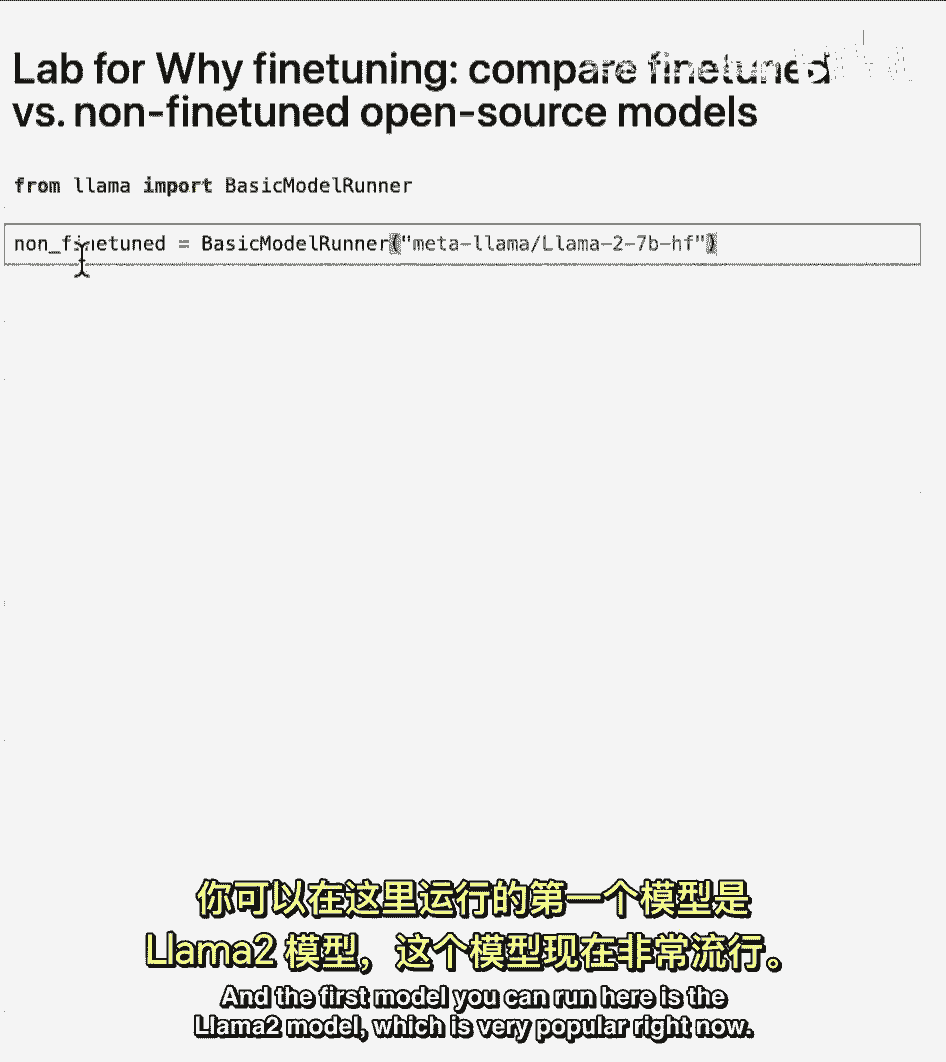 Lab for Why finetuning: compare finetuned
vs. non-finetuned open-source models
from llama import BasicModelRunner
non_finetuned = BasicModelRunner("meta-llama/Llama-2-7b-hf")
你可以在这里运行的第一个模型是
Llama2 模型，这个模型现在非常流行。
And the first model you can run here is the
Llama2 model, which is very popular right now.